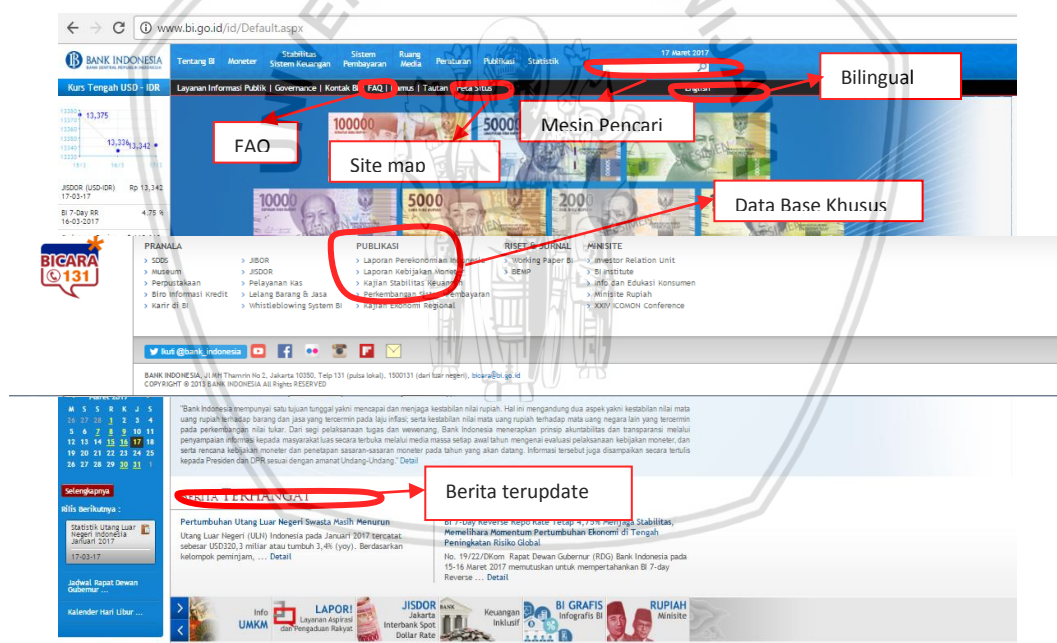 www.bi.go.id/id/Default.aspx
BANK INDONESIA
BANK SENTRAL REPUBLIK INDONESIA
Tentang BI Moneter Stabilitas Sistem Keuangan Sistem Pembayaran Ruang Media Peraturan Publikasi Statistik
17 Maret 2017
Kurs Tengah USD - IDR
Layanan Informasi Publik | Governance | Kontak BI FAQ | Kamus | Tautan Peta Situs
English
Bilingual
Mesin Pencari
FAQ
Site map
Data Base Khusus
13,375
13,336
13,342
16/3
17/3
JISDOR (USD-IDR) Rp 13,342
17-03-17
BI 7-Day RR 4.75 %
16-03-2017
100000
50000
10000
5000
2000
BICARA
131
PRANALA
> SDDS
> Museum
> Perpustakaan
> Biro Informasi Kredit
> Karir di BI
> JIBOR
> JISDOR
> Pelayanan Kas
> Lelang Barang & Jasa
> Whistleblowing System BI
PUBLIKASI
> Laporan Perekonomian Indonesia
> Laporan Kebijakan Moneter
> Kajian Stabilitas Keuangan
> Perkembangan Sistem Pembayaran
> Kajian Ekonomi Regional
RISET & JURNAL
> Working Paper BI
> BEMP
MINISITE
> Investor Relation Unit
> BI Institute
> Info dan Edukasi Konsumen
> Minisite Rupiah
> XXIV ICOMON Conference
Ikuti @bank_indonesia
BANK INDONESIA, Jl.MH Thamrin No 2, Jakarta 10350, Telp 131 (pulsa lokal), 1500131 (dari luar negeri), bicara@bi.go.id
COPYRIGHT © 2013 BANK INDONESIA All Rights RESERVED
Maret 2017
M S S R K J S
26 27 28 1 2 3 4
5 6 7 8 9 10 11
12 13 14 15 16 17 18
19 20 21 22 23 24 25
26 27 28 29 30 31 1
Selengkapnya
Rilis Berikutnya :
Statistik Utang Luar
Negeri Indonesia
Januari 2017
17-03-17
Jadwal Rapat Dewan
Gubernur ...
Kalender Hari Libur ...
"Bank Indonesia mempunyai satu tujuan tunggal yakni mencapai dan menjaga kestabilan nilai rupiah. Hal ini mengandung dua aspek yakni kestabilan nilai mata
uang rupiah terhadap barang dan jasa yang tercermin pada laju inflasi; serta kestabilan nilai mata uang rupiah terhadap mata uang negara lain yang tercermin
pada perkembangan nilai tukar. Dari segi pelaksanaan tugas dan wewenang, Bank Indonesia menerapkan prinsip akuntabilitas dan transparansi melalui
penyampaian informasi kepada masyarakat luas secara terbuka melalui media massa setiap awal tahun mengenai evaluasi pelaksanaan kebijakan moneter, dan
serta rencana kebijakan moneter dan penetapan sasaran-sasaran moneter pada tahun yang akan datang. Informasi tersebut juga disampaikan secara tertulis
kepada Presiden dan DPR sesuai dengan amanat Undang-Undang." Detail
BERITA TERHANGAT
Berita terupdate
Pertumbuhan Utang Luar Negeri Swasta Masih Menurun
Utang Luar Negeri (ULN) Indonesia pada Januari 2017 tercatat
sebesar USD320,3 miliar atau tumbuh 3,4% (yoy). Berdasarkan
kelompok peminjam, ... Detail
BI 7-Day Reverse Repo Rate Tetap 4,75% Menjaga Stabilitas,
Memelihara Momentum Pertumbuhan Ekonomi di Tengah
Peningkatan Risiko Global
No. 19/22/DKom Rapat Dewan Gubernur (RDG) Bank Indonesia pada
15-16 Maret 2017 memutuskan untuk mempertahankan BI 7-day
Reverse ... Detail
Info
UMKM
LAPOR!
Layanan Aspirasi
dan Pengaduan Rakyat
JISDOR
Jakarta
Interbank Spot
Dollar Rate
BANK
Keuangan
Inklusif
BI GRAFIS
Infografis BI
RUPIAH
Minisite